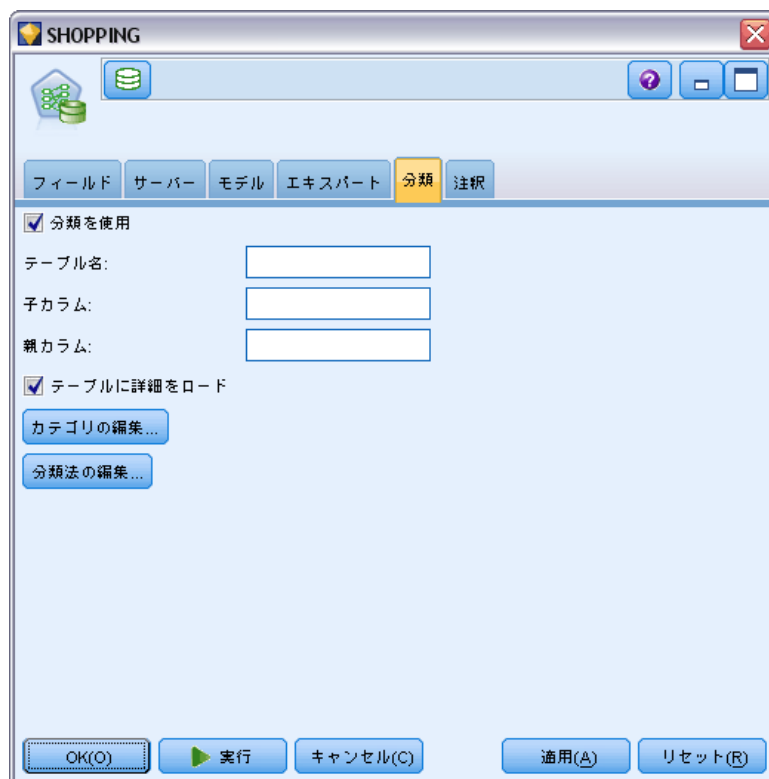 SHOPPING
フィールド サーバー モデル エキスパート 分類 注釈
分類を使用
テーブル名:
子カラム:
親カラム:
テーブルに詳細をロード
カテゴリの編集...
分類法の編集...
OK(O) 実行 キャンセル(C) 適用(A) リセット(R)